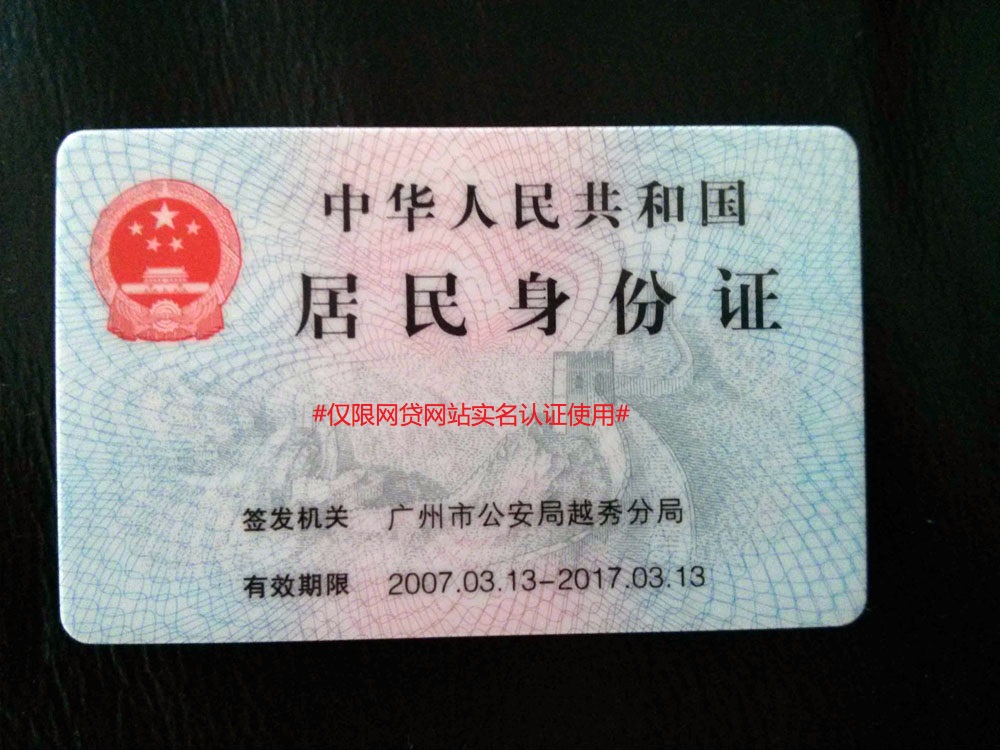 中华人民共和国
居民身份证
#仅限网贷网站实名认证使用#
签发机关 广州市公安局越秀分局
有效期限 2007.03.13-2017.03.13